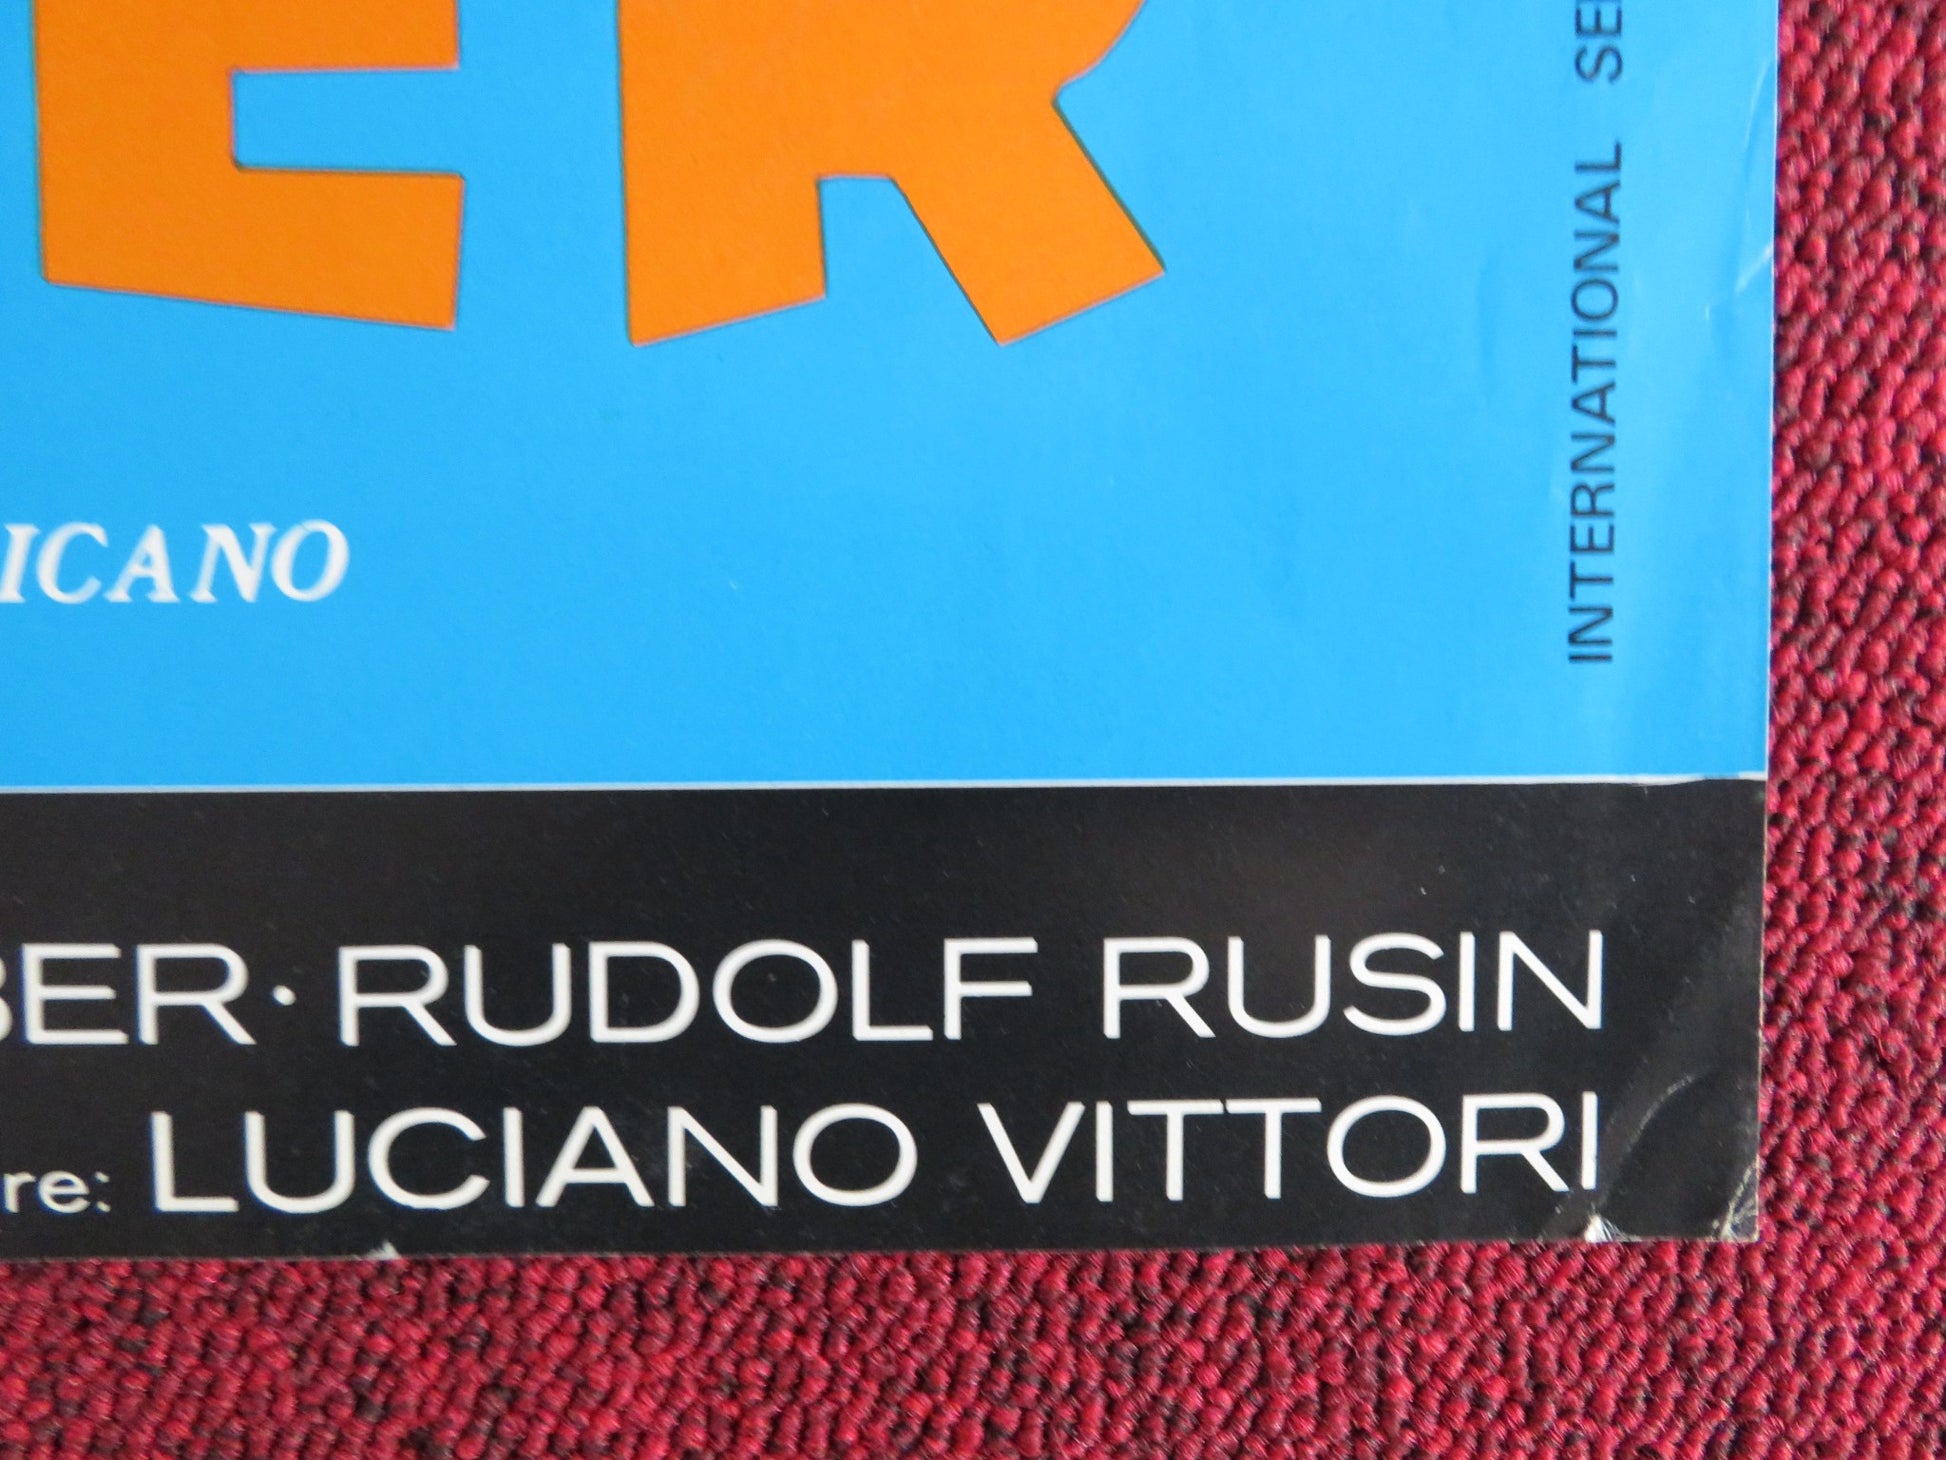 ER
ICANO
INTERNATIONAL SE
BER · RUDOLF RUSIN
re: LUCIANO VITTORI